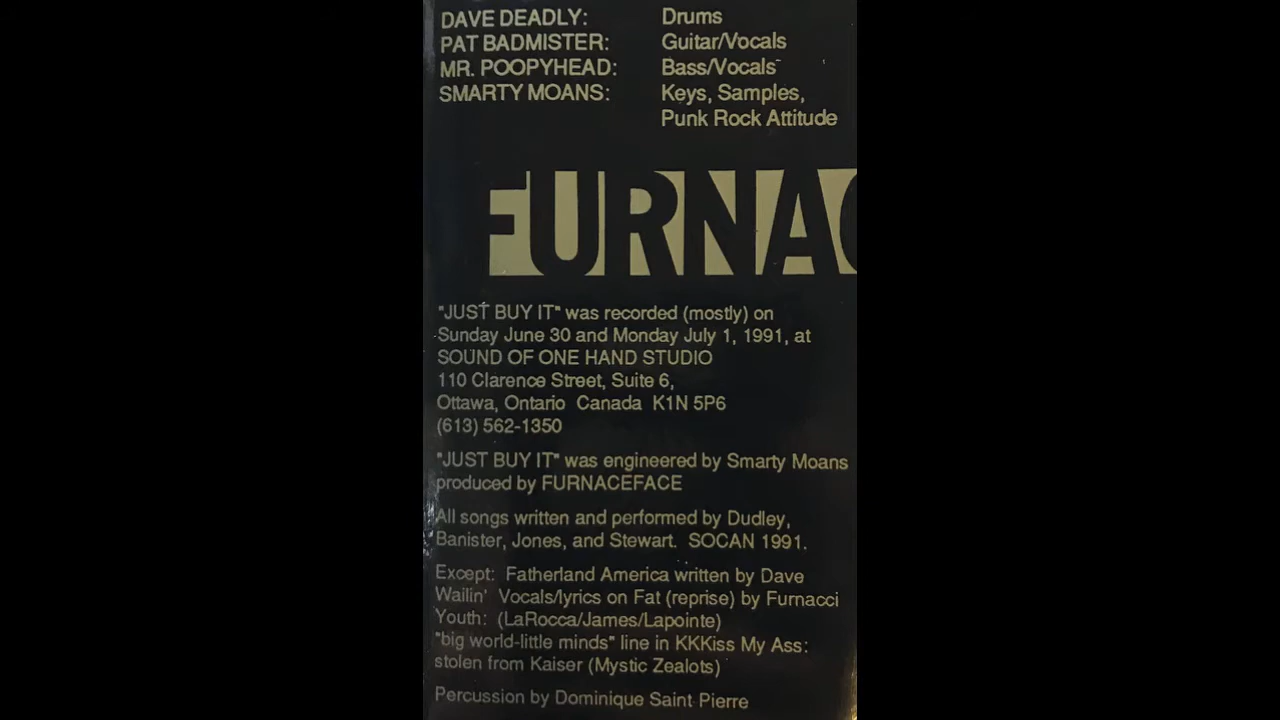 DAVE DEADLY: Drums
PAT BADMISTER: Guitar/Vocals
MR. POOPYHEAD: Bass/Vocals
SMARTY MOANS: Keys, Samples,
Punk Rock Attitude
FURNAC
"JUST BUY IT" was recorded (mostly) on
Sunday June 30 and Monday July 1, 1991, at
SOUND OF ONE HAND STUDIO
110 Clarence Street, Suite 6,
Ottawa, Ontario Canada K1N 5P6
(613) 562-1350
"JUST BUY IT" was engineered by Smarty Moans
produced by FURNACEFACE
All songs written and performed by Dudley,
Banister, Jones, and Stewart. SOCAN 1991.
Except: Fatherland America written by Dave
Wailin' Vocals/lyrics on Fat (reprise) by Furnacci
Youth: (LaRocca/James/Lapointe)
"big world-little minds" line in KKKiss My Ass:
stolen from Kaiser (Mystic Zealots)
Percussion by Dominique Saint-Pierre